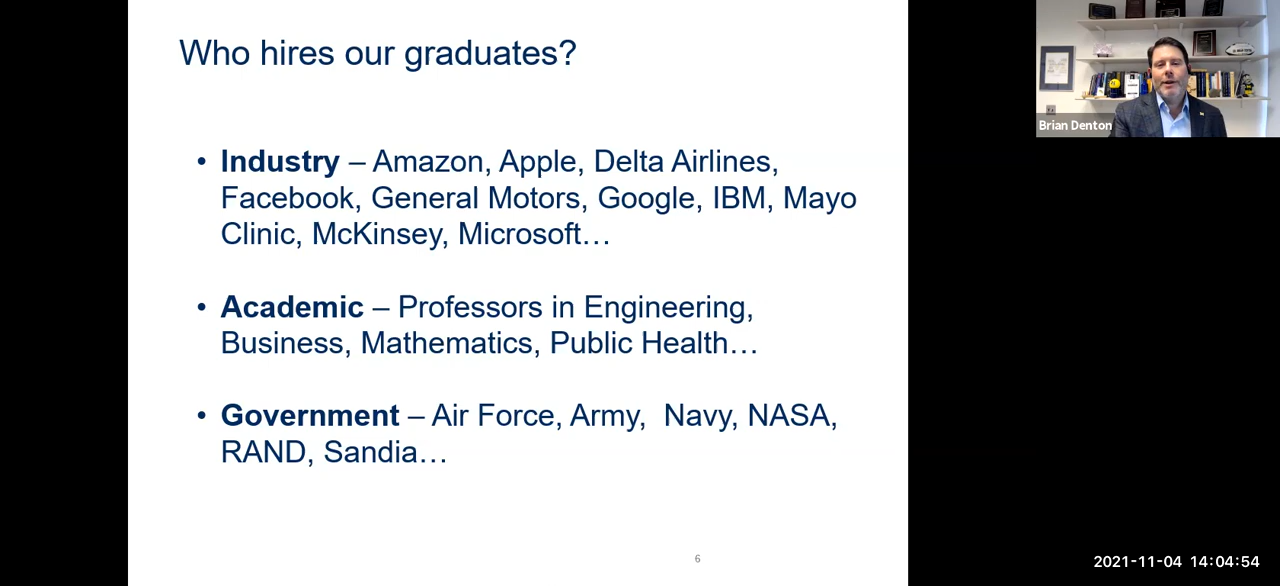 Who hires our graduates?
• Industry – Amazon, Apple, Delta Airlines,
Facebook, General Motors, Google, IBM, Mayo
Clinic, McKinsey, Microsoft…
• Academic – Professors in Engineering,
Business, Mathematics, Public Health…
• Government – Air Force, Army, Navy, NASA,
RAND, Sandia…
6
Brian Denton
2021-11-04 14:04:54